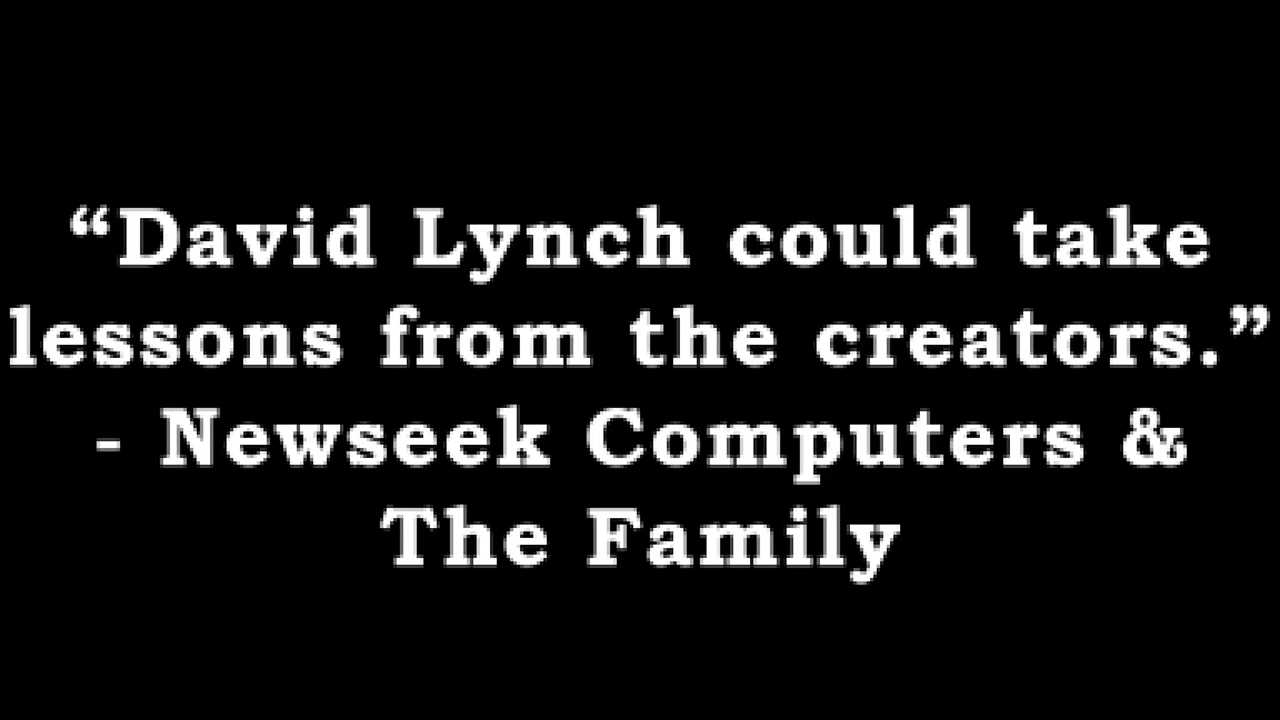 “David Lynch could take
lessons from the creators.”
- Newseek Computers &
The Family